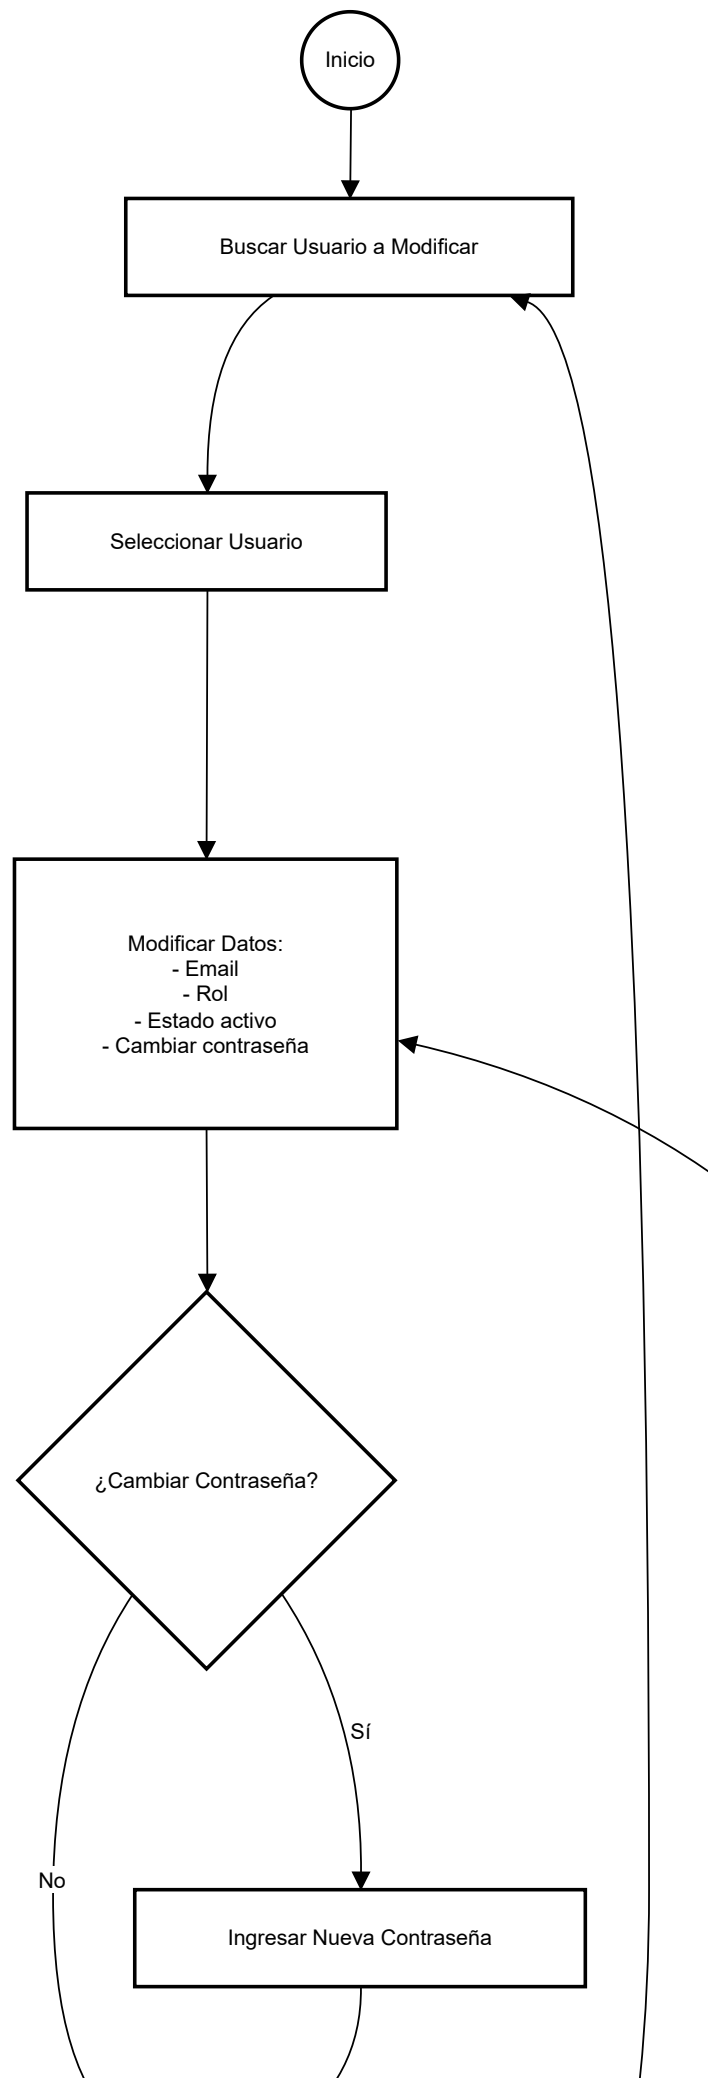 Inicio
Buscar Usuario a Modificar
Seleccionar Usuario
Modificar Datos:
- Email
- Rol
- Estado activo
- Cambiar contraseña
¿Cambiar Contraseña?
Sí
No
Ingresar Nueva Contraseña